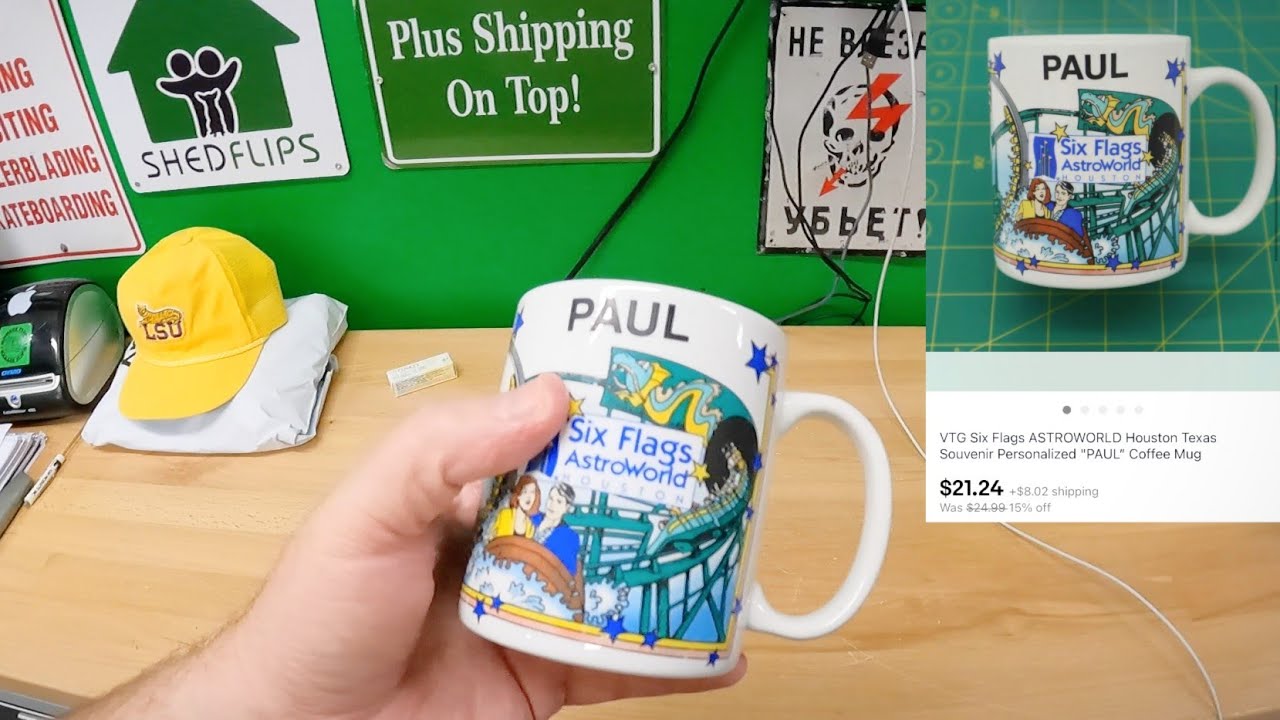 ING
ITING
ERBLADING
KATEBOARDING
SHEDFLIPS
Plus Shipping
On Top!
НЕ ВЛЕЗА
УБЬЕТ!
LSU
PAUL
Six Flags
AstroWorld
HOUSTON
PAUL
Six Flags
AstroWorld
HOUSTON
VTG Six Flags ASTROWORLD Houston Texas
Souvenir Personalized "PAUL” Coffee Mug
$21.24 +$8.02 shipping
Was $24.99 15% off